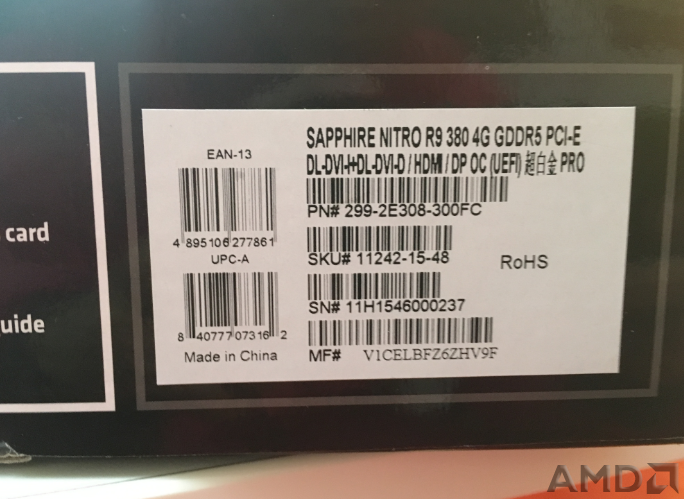 card
uide
EAN-13
4 895106 277861
UPC-A
8 40777 07316 2
Made in China
SAPPHIRE NITRO R9 380 4G GDDR5 PCI-E
DL-DVI-I+DL-DVI-D / HDMI / DP OC (UEFI) 超白金 PRO
PN# 299-2E308-300FC
SKU# 11242-15-48
RoHS
SN# 11H1546000237
MF# V1CELBFZ6ZHV9F
AMD